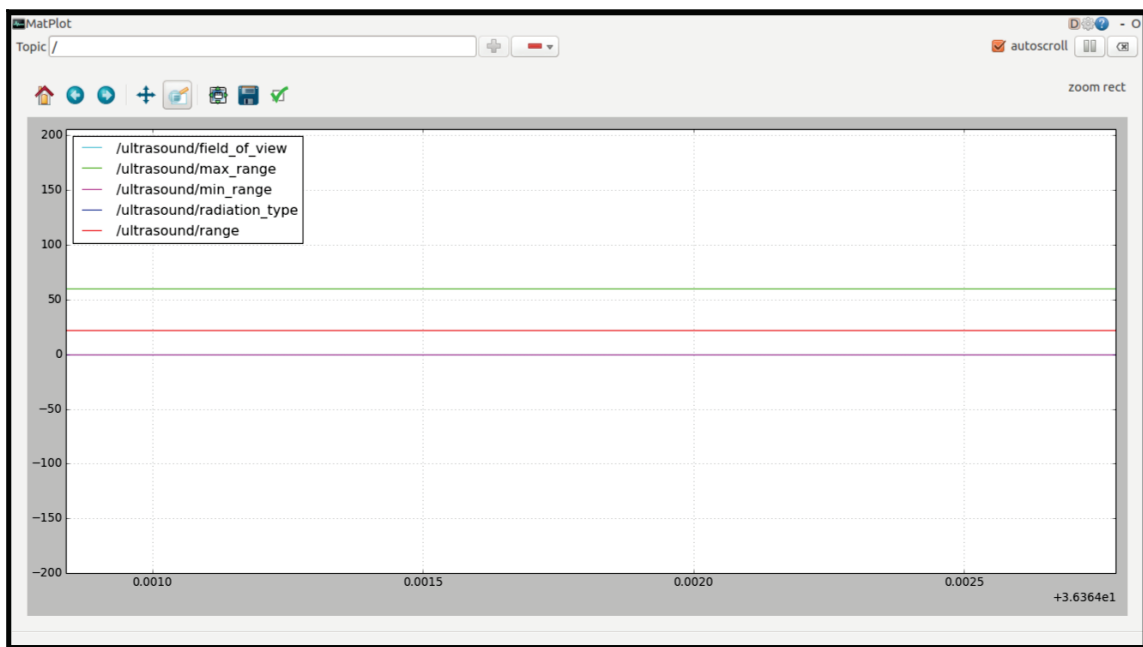 MatPlot
D - O
Topic /
autoscroll
zoom rect
200
150
100
50
0
−50
−100
−150
−200
/ultrasound/field_of_view
/ultrasound/max_range
/ultrasound/min_range
/ultrasound/radiation_type
/ultrasound/range
0.0010 0.0015 0.0020 0.0025
+3.6364e1